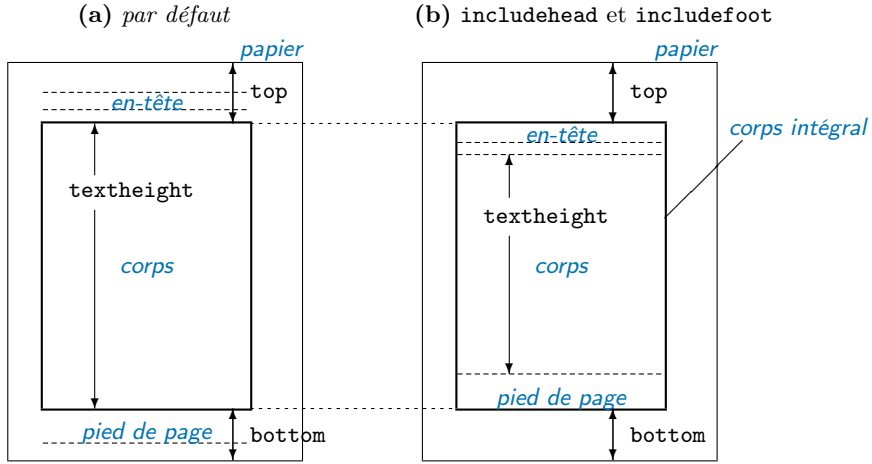 (a) par défaut
papier
top
en-tête
textheight
corps
pied de page
bottom
(b) includehead et includefoot
papier
top
en-tête
corps intégral
textheight
corps
pied de page
bottom